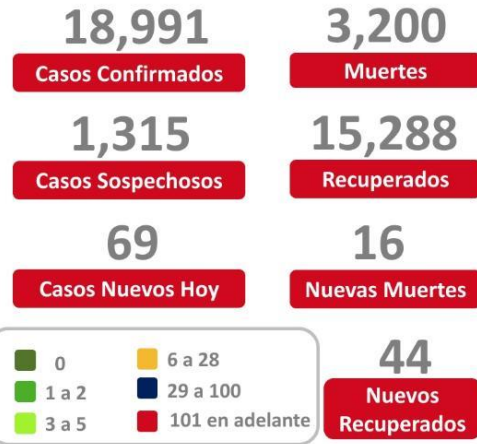 18,991
Casos Confirmados
3,200
Muertes
1,315
Casos Sospechosos
15,288
Recuperados
69
Casos Nuevos Hoy
16
Nuevas Muertes
0
1 a 2
3 a 5
6 a 28
29 a 100
101 en adelante
44
Nuevos
Recuperados